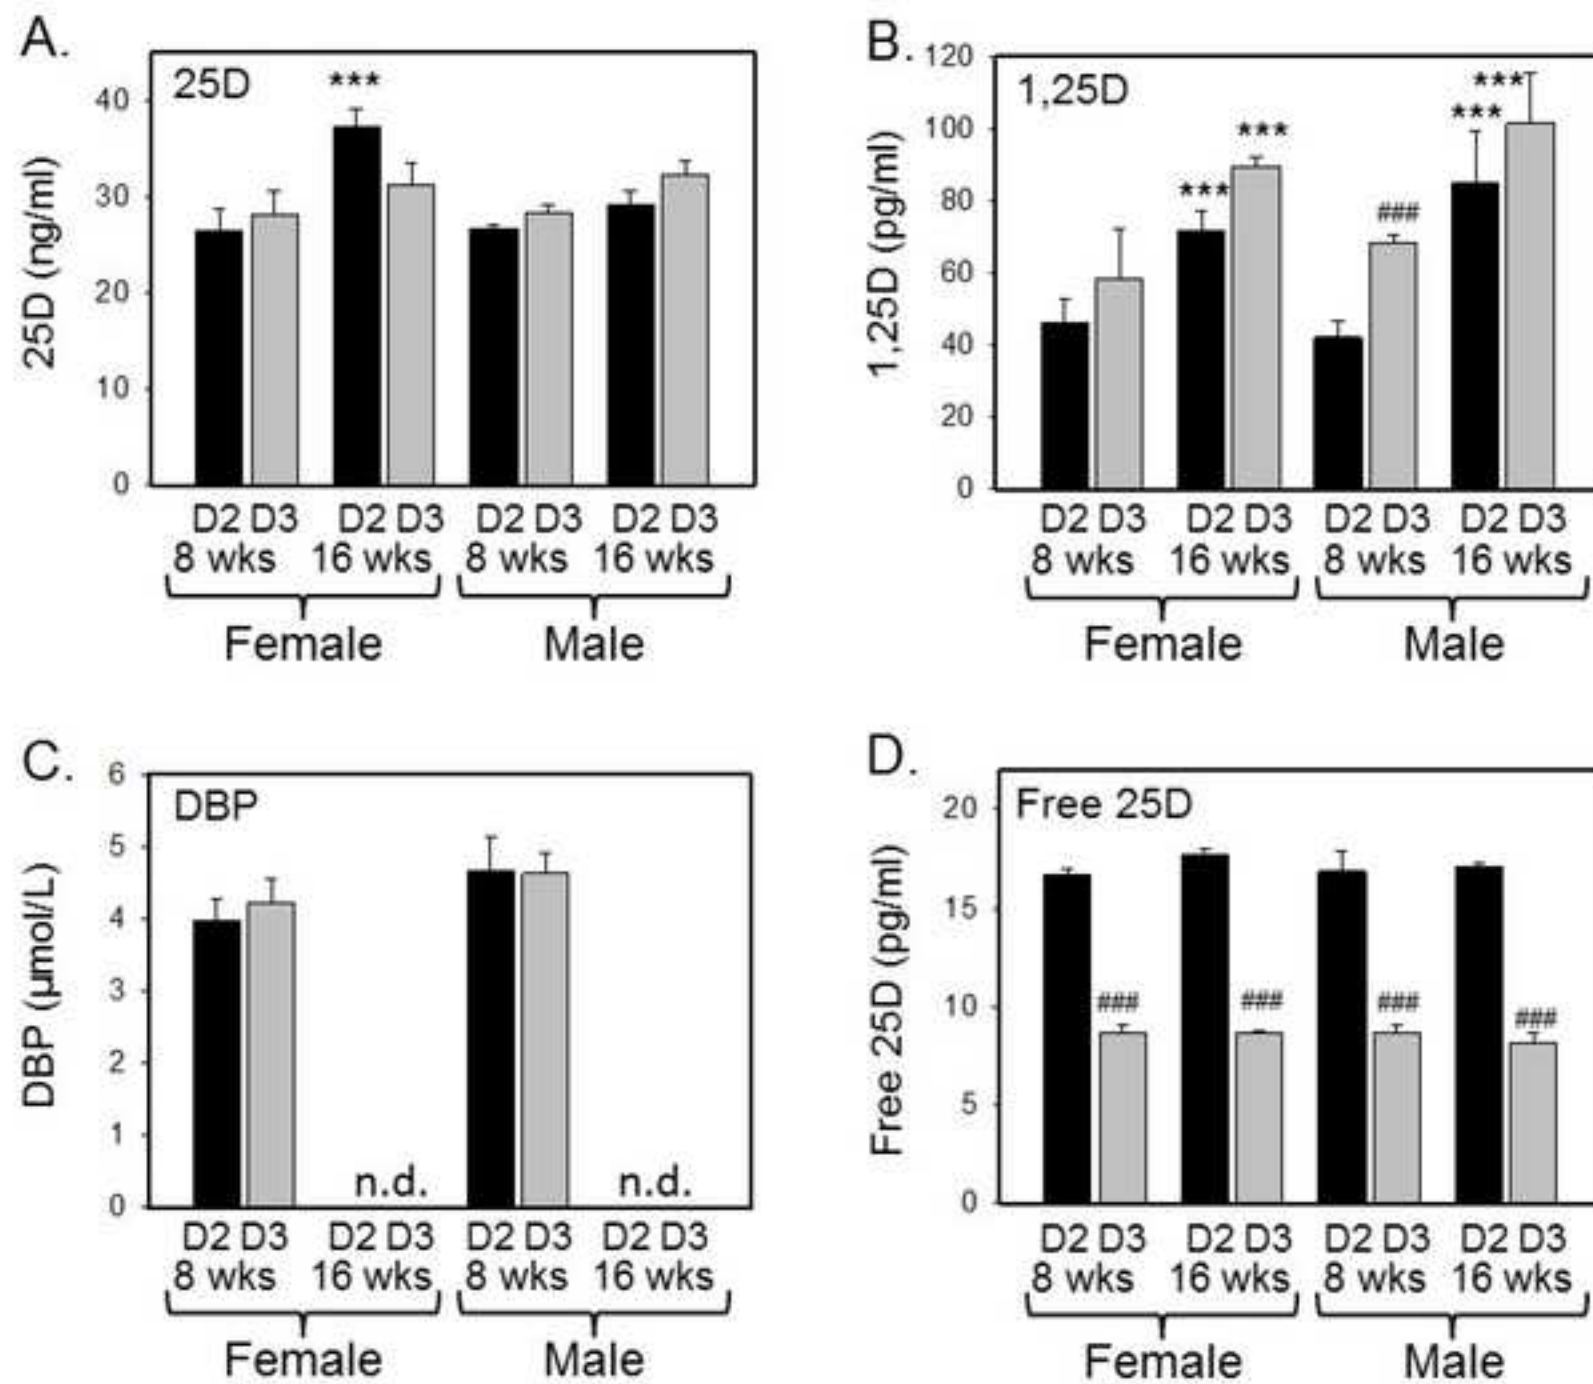 A.
25D
***
25D (ng/ml)
40
30
20
10
0
D2 D3 D2 D3 D2 D3 D2 D3
8 wks 16 wks 8 wks 16 wks
Female Male
B.
1,25D
*** *** ### *** ***
1,25D (pg/ml)
120
100
80
60
40
20
0
D2 D3 D2 D3 D2 D3 D2 D3
8 wks 16 wks 8 wks 16 wks
Female Male
C.
DBP
DBP (µmol/L)
6
5
4
3
2
1
0
n.d. n.d.
D2 D3 D2 D3 D2 D3 D2 D3
8 wks 16 wks 8 wks 16 wks
Female Male
D.
Free 25D
Free 25D (pg/ml)
20
15
10
5
0
### ### ### ###
D2 D3 D2 D3 D2 D3 D2 D3
8 wks 16 wks 8 wks 16 wks
Female Male